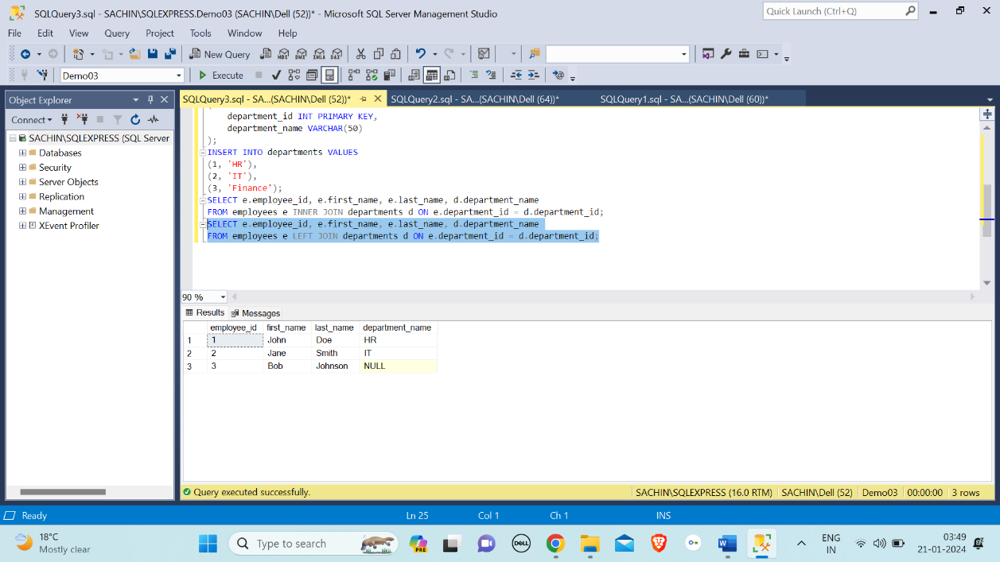 SQLQuery3.sql - SACHIN\SQLEXPRESS.Demo03 (SACHIN\Dell (52))* - Microsoft SQL Server Management Studio
Quick Launch (Ctrl+Q)
File Edit View Query Project Tools Window Help
New Query MDX DMX XMLA DAX
Demo03 Execute
Object Explorer
SQLQuery3.sql - SA...(SACHIN\Dell (52))* SQLQuery2.sql - SA...(SACHIN\Dell (64))* SQLQuery1.sql - SA...(SACHIN\Dell (60))*
Connect
SACHIN\SQLEXPRESS (SQL Server
Databases
Security
Server Objects
Replication
Management
XEvent Profiler
department_id INT PRIMARY KEY,
department_name VARCHAR(50)
);
INSERT INTO departments VALUES
(1, 'HR'),
(2, 'IT'),
(3, 'Finance');
SELECT e.employee_id, e.first_name, e.last_name, d.department_name
FROM employees e INNER JOIN departments d ON e.department_id = d.department_id;
SELECT e.employee_id, e.first_name, e.last_name, d.department_name
FROM employees e LEFT JOIN departments d ON e.department_id = d.department_id;
90 %
Results Messages
employee_id first_name last_name department_name
1 1 John Doe HR
2 2 Jane Smith IT
3 3 Bob Johnson NULL
Query executed successfully. SACHIN\SQLEXPRESS (16.0 RTM) SACHIN\Dell (52) Demo03 00:00:00 3 rows
Ready Ln 25 Col 1 Ch 1 INS
18°C
Mostly clear
Type to search
PRE
DELL
ENG
IN
03:49
21-01-2024